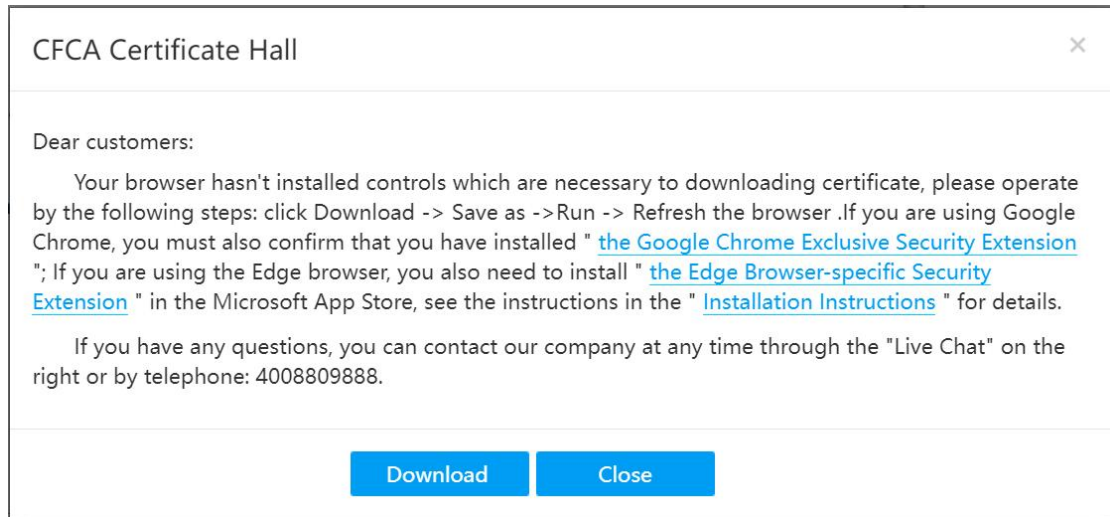 CFCA Certificate Hall
×
Dear customers:
Your browser hasn't installed controls which are necessary to downloading certificate, please operate
by the following steps: click Download -> Save as ->Run -> Refresh the browser .If you are using Google
Chrome, you must also confirm that you have installed " the Google Chrome Exclusive Security Extension
"; If you are using the Edge browser, you also need to install " the Edge Browser-specific Security
Extension " in the Microsoft App Store, see the instructions in the " Installation Instructions " for details.
If you have any questions, you can contact our company at any time through the "Live Chat" on the
right or by telephone: 4008809888.
Download Close